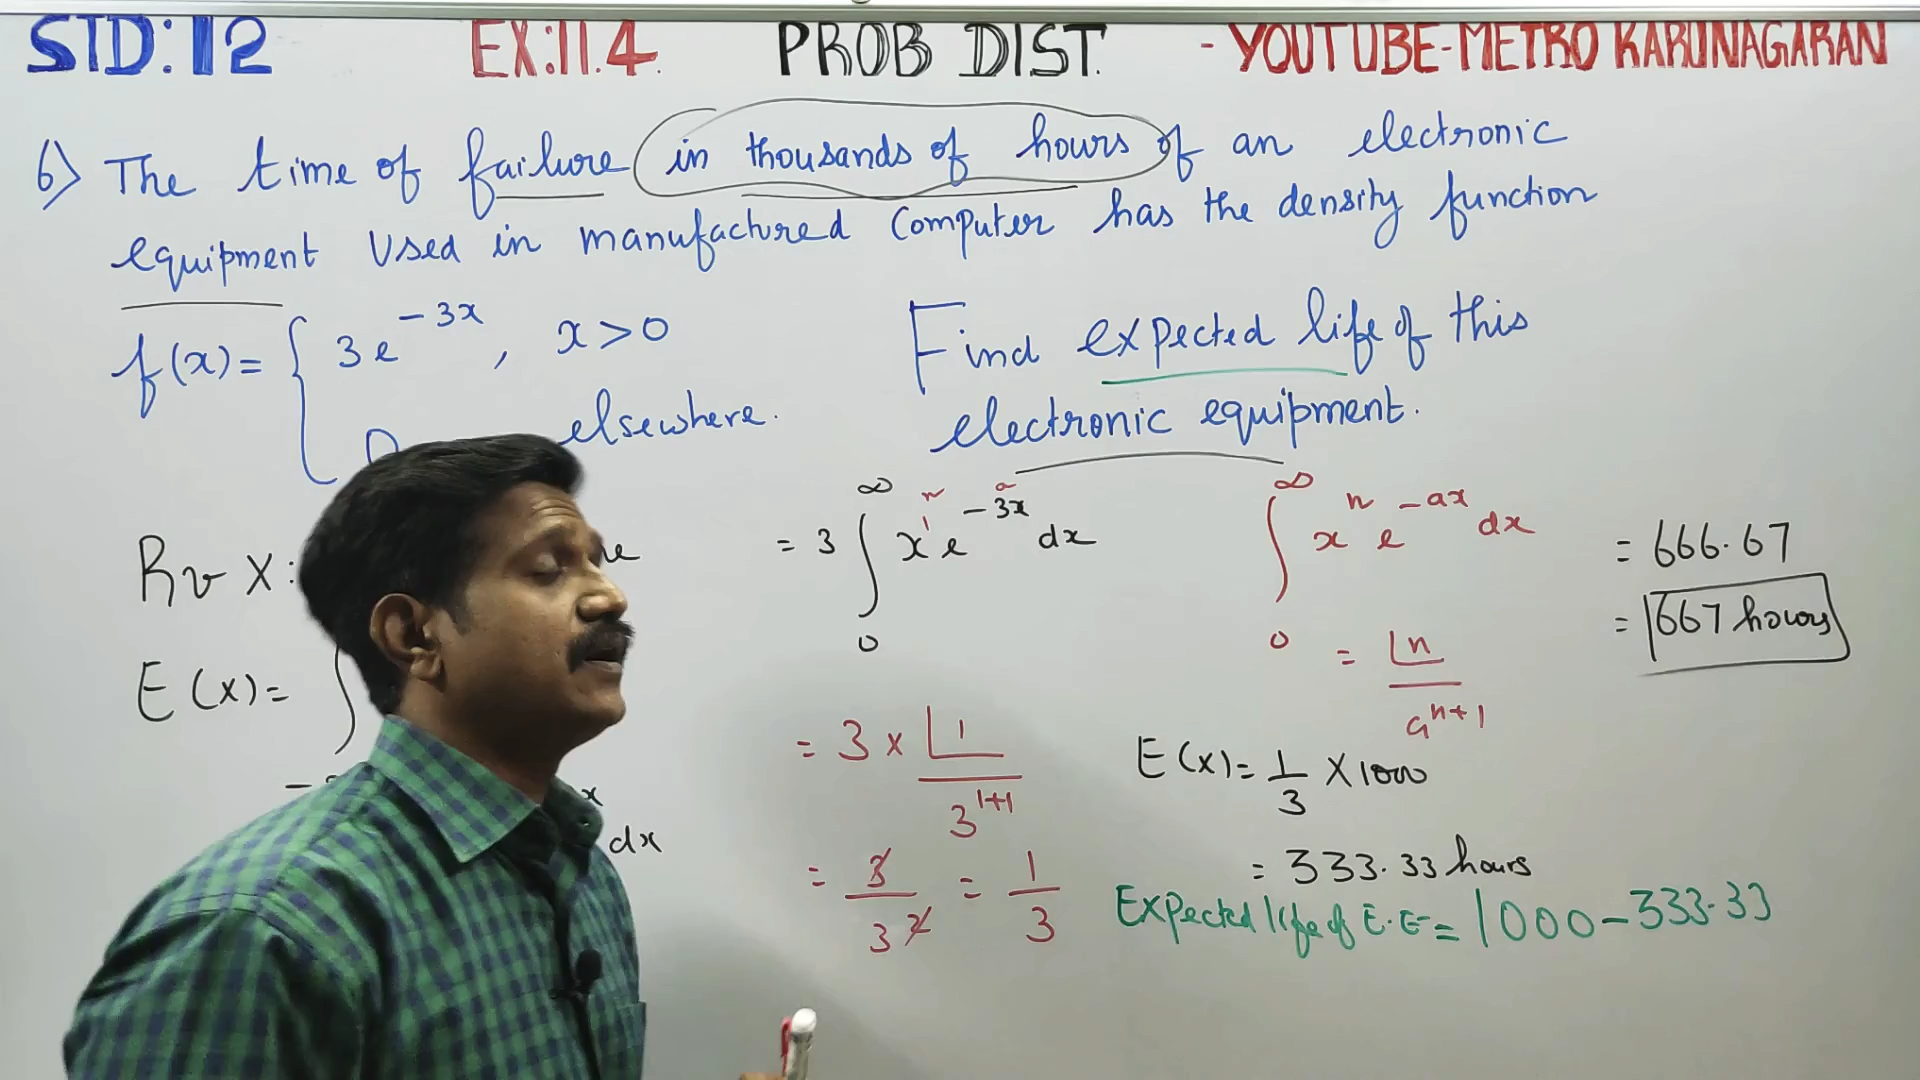 STD:12 EX:11.4 PROB DIST. - YOUTUBE-METRO KARUNAGARAN
6) The time of failure in thousands of hours of an electronic
equipment Used in manufactured Computer has the density function
f(x)= { 3e^-3x, x>0
0 elsewhere.
Find expected life of this
electronic equipment.
Rv X:
E(x)= ∫
dx
= 3 ∫₀^∞ x^1 e^-3x dx
n a
= 3 × ⌊1 / 3^1+1
= 3/3^2 = 1/3
∫₀^∞ x^n e^-ax dx
= ⌊n / a^n+1
E(x)= 1/3 X 1000
= 333.33 hours
Expected life of E.E = 1000-333.33
= 666.67
= 667 hours